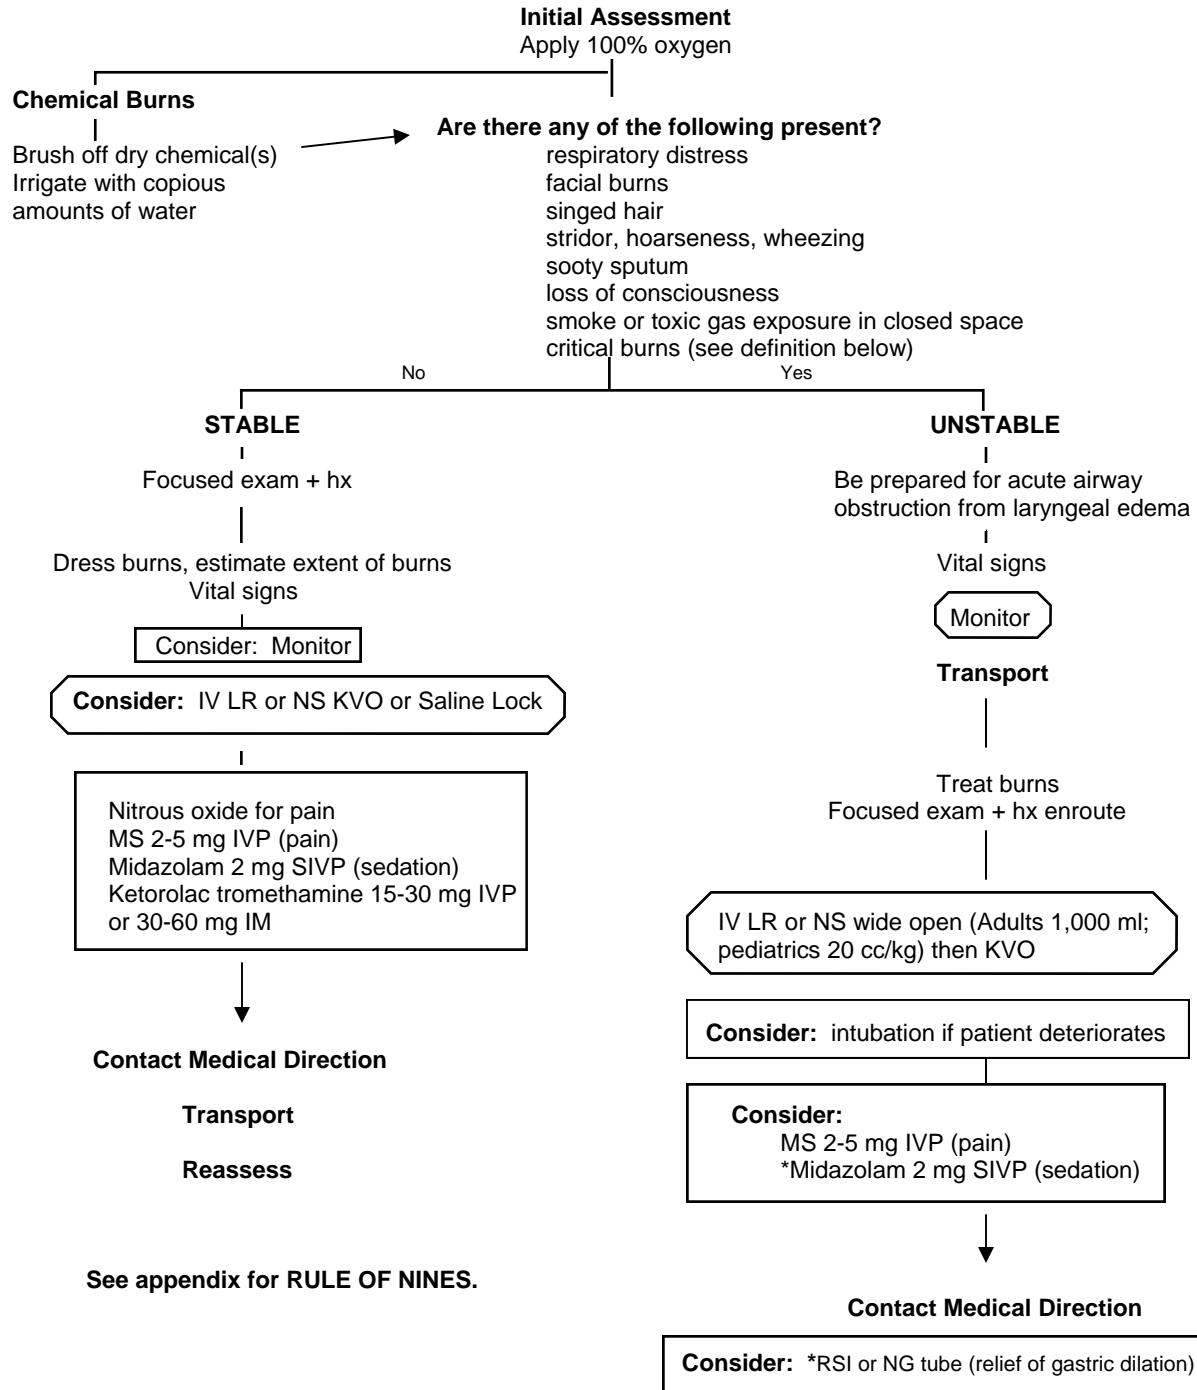 Initial Assessment
Apply 100% oxygen
Chemical Burns
Brush off dry chemical(s)
Irrigate with copious
amounts of water
Are there any of the following present?
respiratory distress
facial burns
singed hair
stridor, hoarseness, wheezing
sooty sputum
loss of consciousness
smoke or toxic gas exposure in closed space
critical burns (see definition below)
No
Yes
STABLE
Focused exam + hx
Dress burns, estimate extent of burns
Vital signs
Consider: Monitor
Consider: IV LR or NS KVO or Saline Lock
Nitrous oxide for pain
MS 2-5 mg IVP (pain)
Midazolam 2 mg SIVP (sedation)
Ketorolac tromethamine 15-30 mg IVP
or 30-60 mg IM
Contact Medical Direction
Transport
Reassess
See appendix for RULE OF NINES.
UNSTABLE
Be prepared for acute airway
obstruction from laryngeal edema
Vital signs
Monitor
Transport
Treat burns
Focused exam + hx enroute
IV LR or NS wide open (Adults 1,000 ml;
pediatrics 20 cc/kg) then KVO
Consider: intubation if patient deteriorates
Consider:
MS 2-5 mg IVP (pain)
*Midazolam 2 mg SIVP (sedation)
Contact Medical Direction
Consider: *RSI or NG tube (relief of gastric dilation)